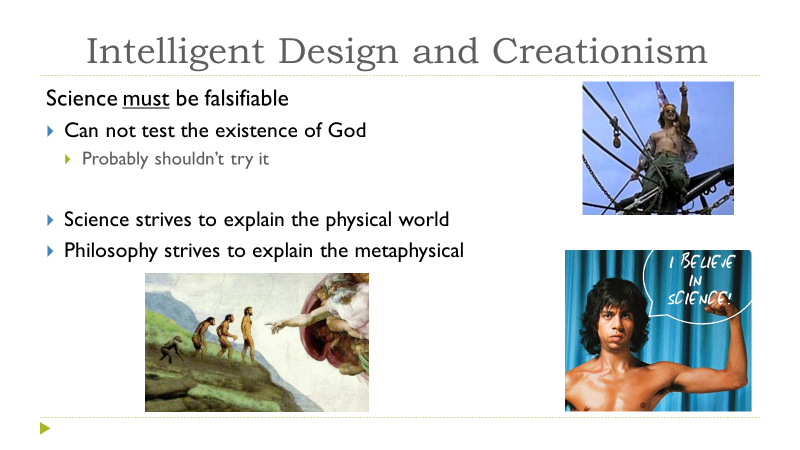 Intelligent Design and Creationism
Science must be falsifiable
Can not test the existence of God
Probably shouldn't try it
Science strives to explain the physical world
Philosophy strives to explain the metaphysical
I BELIEVE
IN
SCIENCE!